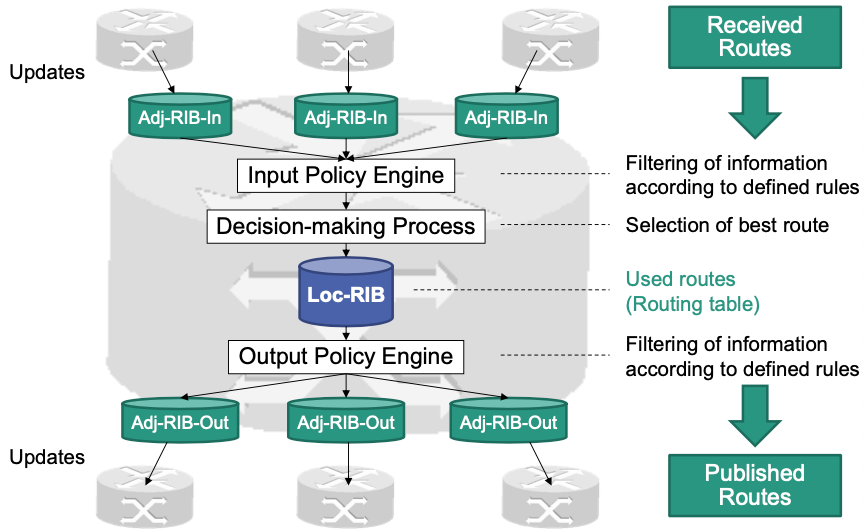 Received
Routes
Updates
Adj-RIB-In
Adj-RIB-In
Adj-RIB-In
Input Policy Engine
Filtering of information
according to defined rules
Decision-making Process
Selection of best route
Loc-RIB
Used routes
(Routing table)
Output Policy Engine
Filtering of information
according to defined rules
Adj-RIB-Out
Adj-RIB-Out
Adj-RIB-Out
Updates
Published
Routes